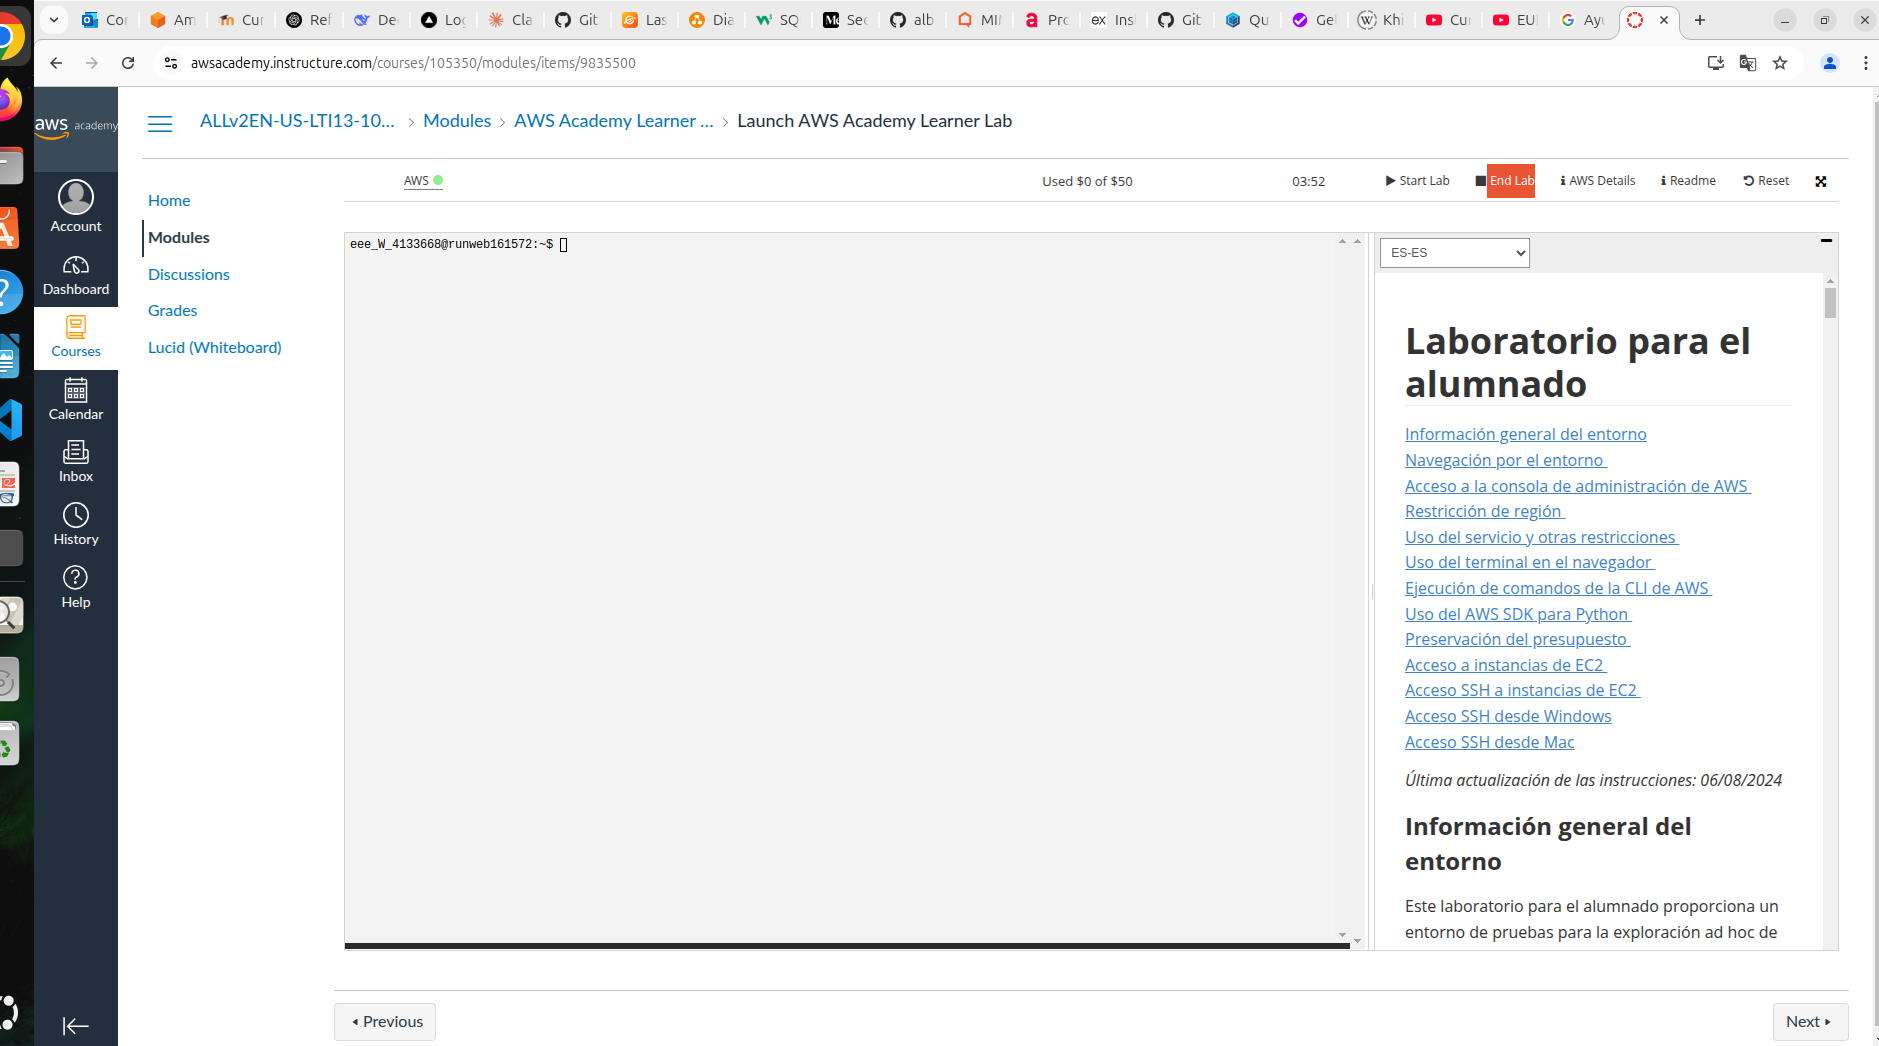 Cor
Am
Cur
Ref
De
Log
Cla
Git
Las
Dia
SQ
Sec
alb
MIN
Pro
ex Insi
Git
Qu
Gel
Khi
Cu
EU
Ayu
awsacademy.instructure.com/courses/105350/modules/items/9835500
aws academy
ALLv2EN-US-LTI13-10... > Modules > AWS Academy Learner ... > Launch AWS Academy Learner Lab
Account
Dashboard
Courses
Calendar
Inbox
History
Help
Home
Modules
Discussions
Grades
Lucid (Whiteboard)
AWS
Used $0 of $50
03:52
Start Lab
End Lab
AWS Details
Readme
Reset
eee_W_4133668@runweb161572:~$
ES-ES
Laboratorio para el
alumnado
Información general del entorno
Navegación por el entorno
Acceso a la consola de administración de AWS
Restricción de región
Uso del servicio y otras restricciones
Uso del terminal en el navegador
Ejecución de comandos de la CLI de AWS
Uso del AWS SDK para Python
Preservación del presupuesto
Acceso a instancias de EC2
Acceso SSH a instancias de EC2
Acceso SSH desde Windows
Acceso SSH desde Mac
Última actualización de las instrucciones: 06/08/2024
Información general del
entorno
Este laboratorio para el alumnado proporciona un
entorno de pruebas para la exploración ad hoc de
Previous
Next